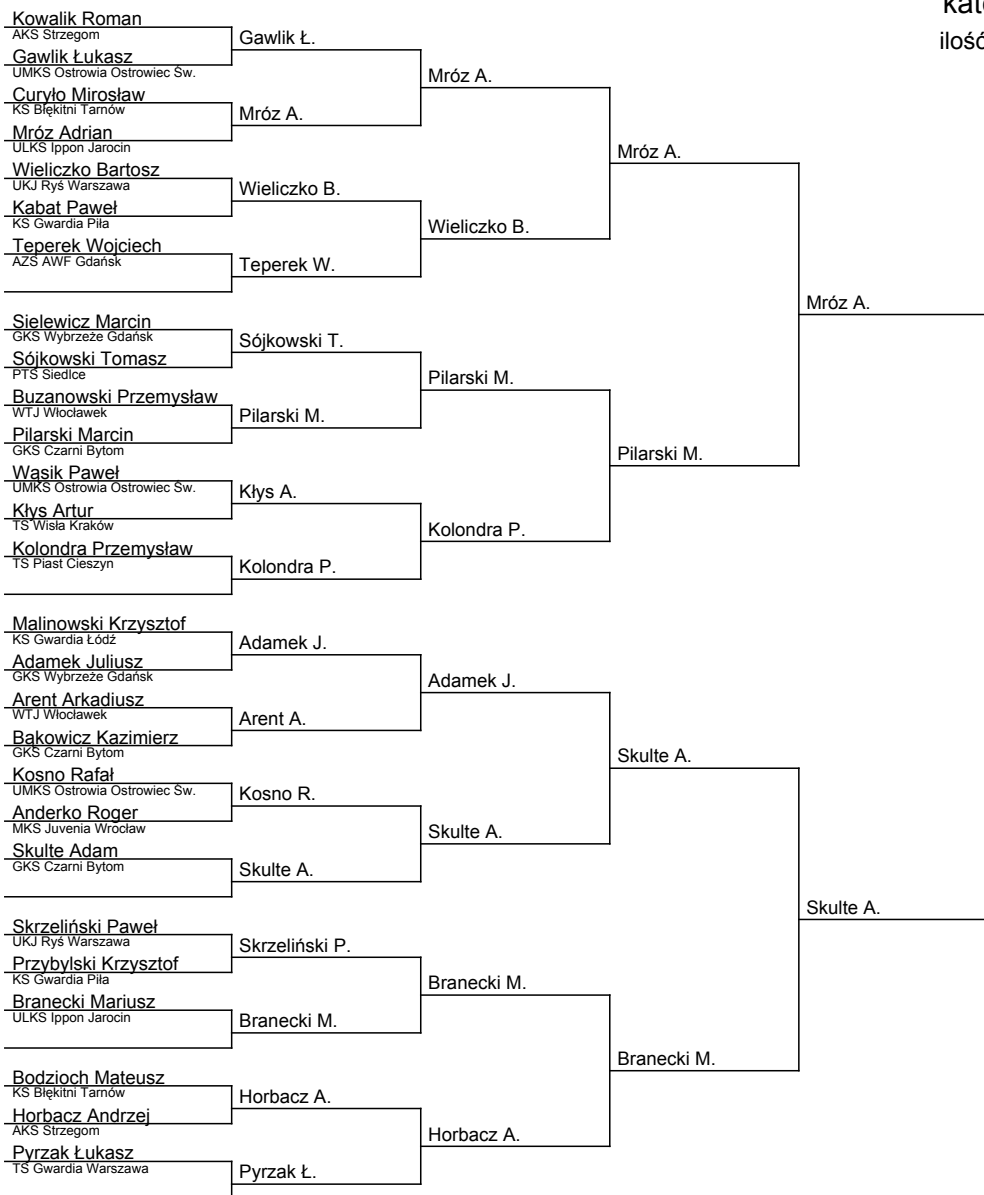 kate
ilość
Kowalik Roman
AKS Strzegom
Gawlik Łukasz
UMKS Ostrowia Ostrowiec Św.
Curyło Mirosław
KS Błękitni Tarnów
Mróz Adrian
ULKS Ippon Jarocin
Wieliczko Bartosz
UKJ Ryś Warszawa
Kabat Paweł
KS Gwardia Piła
Teperek Wojciech
AZS AWF Gdańsk
Sielewicz Marcin
GKS Wybrzeże Gdańsk
Sójkowski Tomasz
PTS Siedlce
Buzanowski Przemysław
WTJ Włocławek
Pilarski Marcin
GKS Czarni Bytom
Wąsik Paweł
UMKS Ostrowia Ostrowiec Św.
Kłys Artur
TS Wisła Kraków
Kolondra Przemysław
TS Piast Cieszyn
Malinowski Krzysztof
KS Gwardia Łódź
Adamek Juliusz
GKS Wybrzeże Gdańsk
Arent Arkadiusz
WTJ Włocławek
Bąkowicz Kazimierz
GKS Czarni Bytom
Kosno Rafał
UMKS Ostrowia Ostrowiec Św.
Anderko Roger
MKS Juvenia Wrocław
Skulte Adam
GKS Czarni Bytom
Skrzeliński Paweł
UKJ Ryś Warszawa
Przybylski Krzysztof
KS Gwardia Piła
Branecki Mariusz
ULKS Ippon Jarocin
Bodzioch Mateusz
KS Błękitni Tarnów
Horbacz Andrzej
AKS Strzegom
Pyrzak Łukasz
TS Gwardia Warszawa
Gawlik Ł.
Mróz A.
Wieliczko B.
Teperek W.
Sójkowski T.
Pilarski M.
Kłys A.
Kolondra P.
Adamek J.
Arent A.
Kosno R.
Skulte A.
Skrzeliński P.
Branecki M.
Horbacz A.
Pyrzak Ł.
Mróz A.
Wieliczko B.
Pilarski M.
Kolondra P.
Adamek J.
Skulte A.
Branecki M.
Horbacz A.
Mróz A.
Pilarski M.
Skulte A.
Branecki M.
Mróz A.
Skulte A.